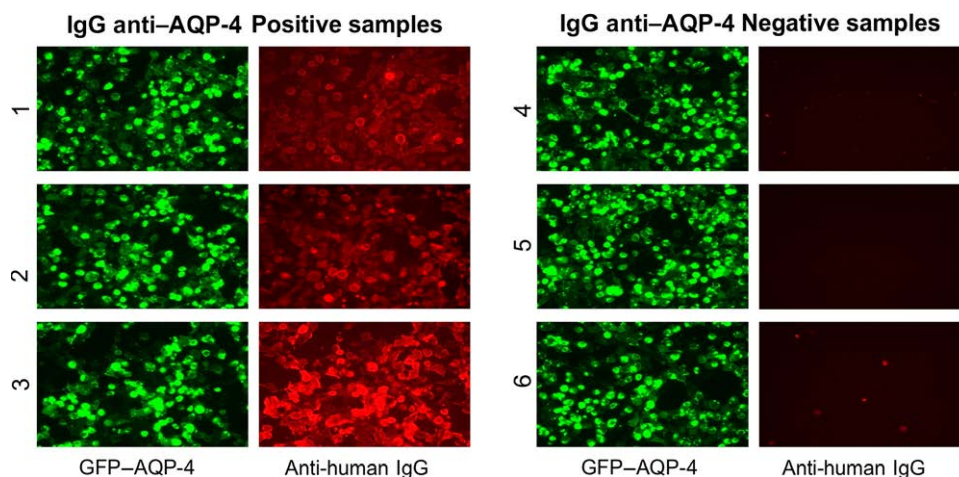 IgG anti–AQP-4 Positive samples
IgG anti–AQP-4 Negative samples
1
2
3
4
5
6
GFP–AQP-4
Anti-human IgG
GFP–AQP-4
Anti-human IgG